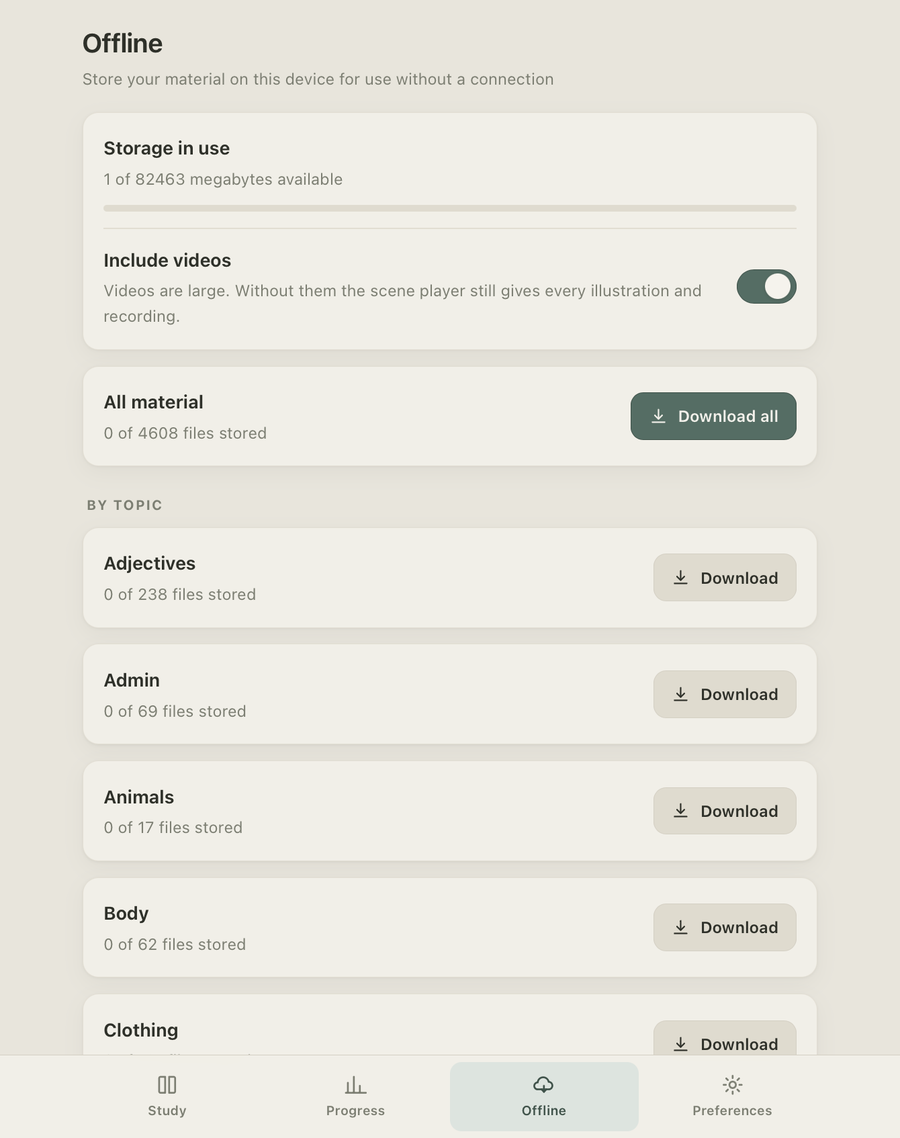 Offline
Store your material on this device for use without a connection
Storage in use
1 of 82463 megabytes available
Include videos
Videos are large. Without them the scene player still gives every illustration and
recording.
All material
0 of 4608 files stored
Download all
BY TOPIC
Adjectives
0 of 238 files stored
Download
Admin
0 of 69 files stored
Download
Animals
0 of 17 files stored
Download
Body
0 of 62 files stored
Download
Clothing
Download
Study
Progress
Offline
Preferences